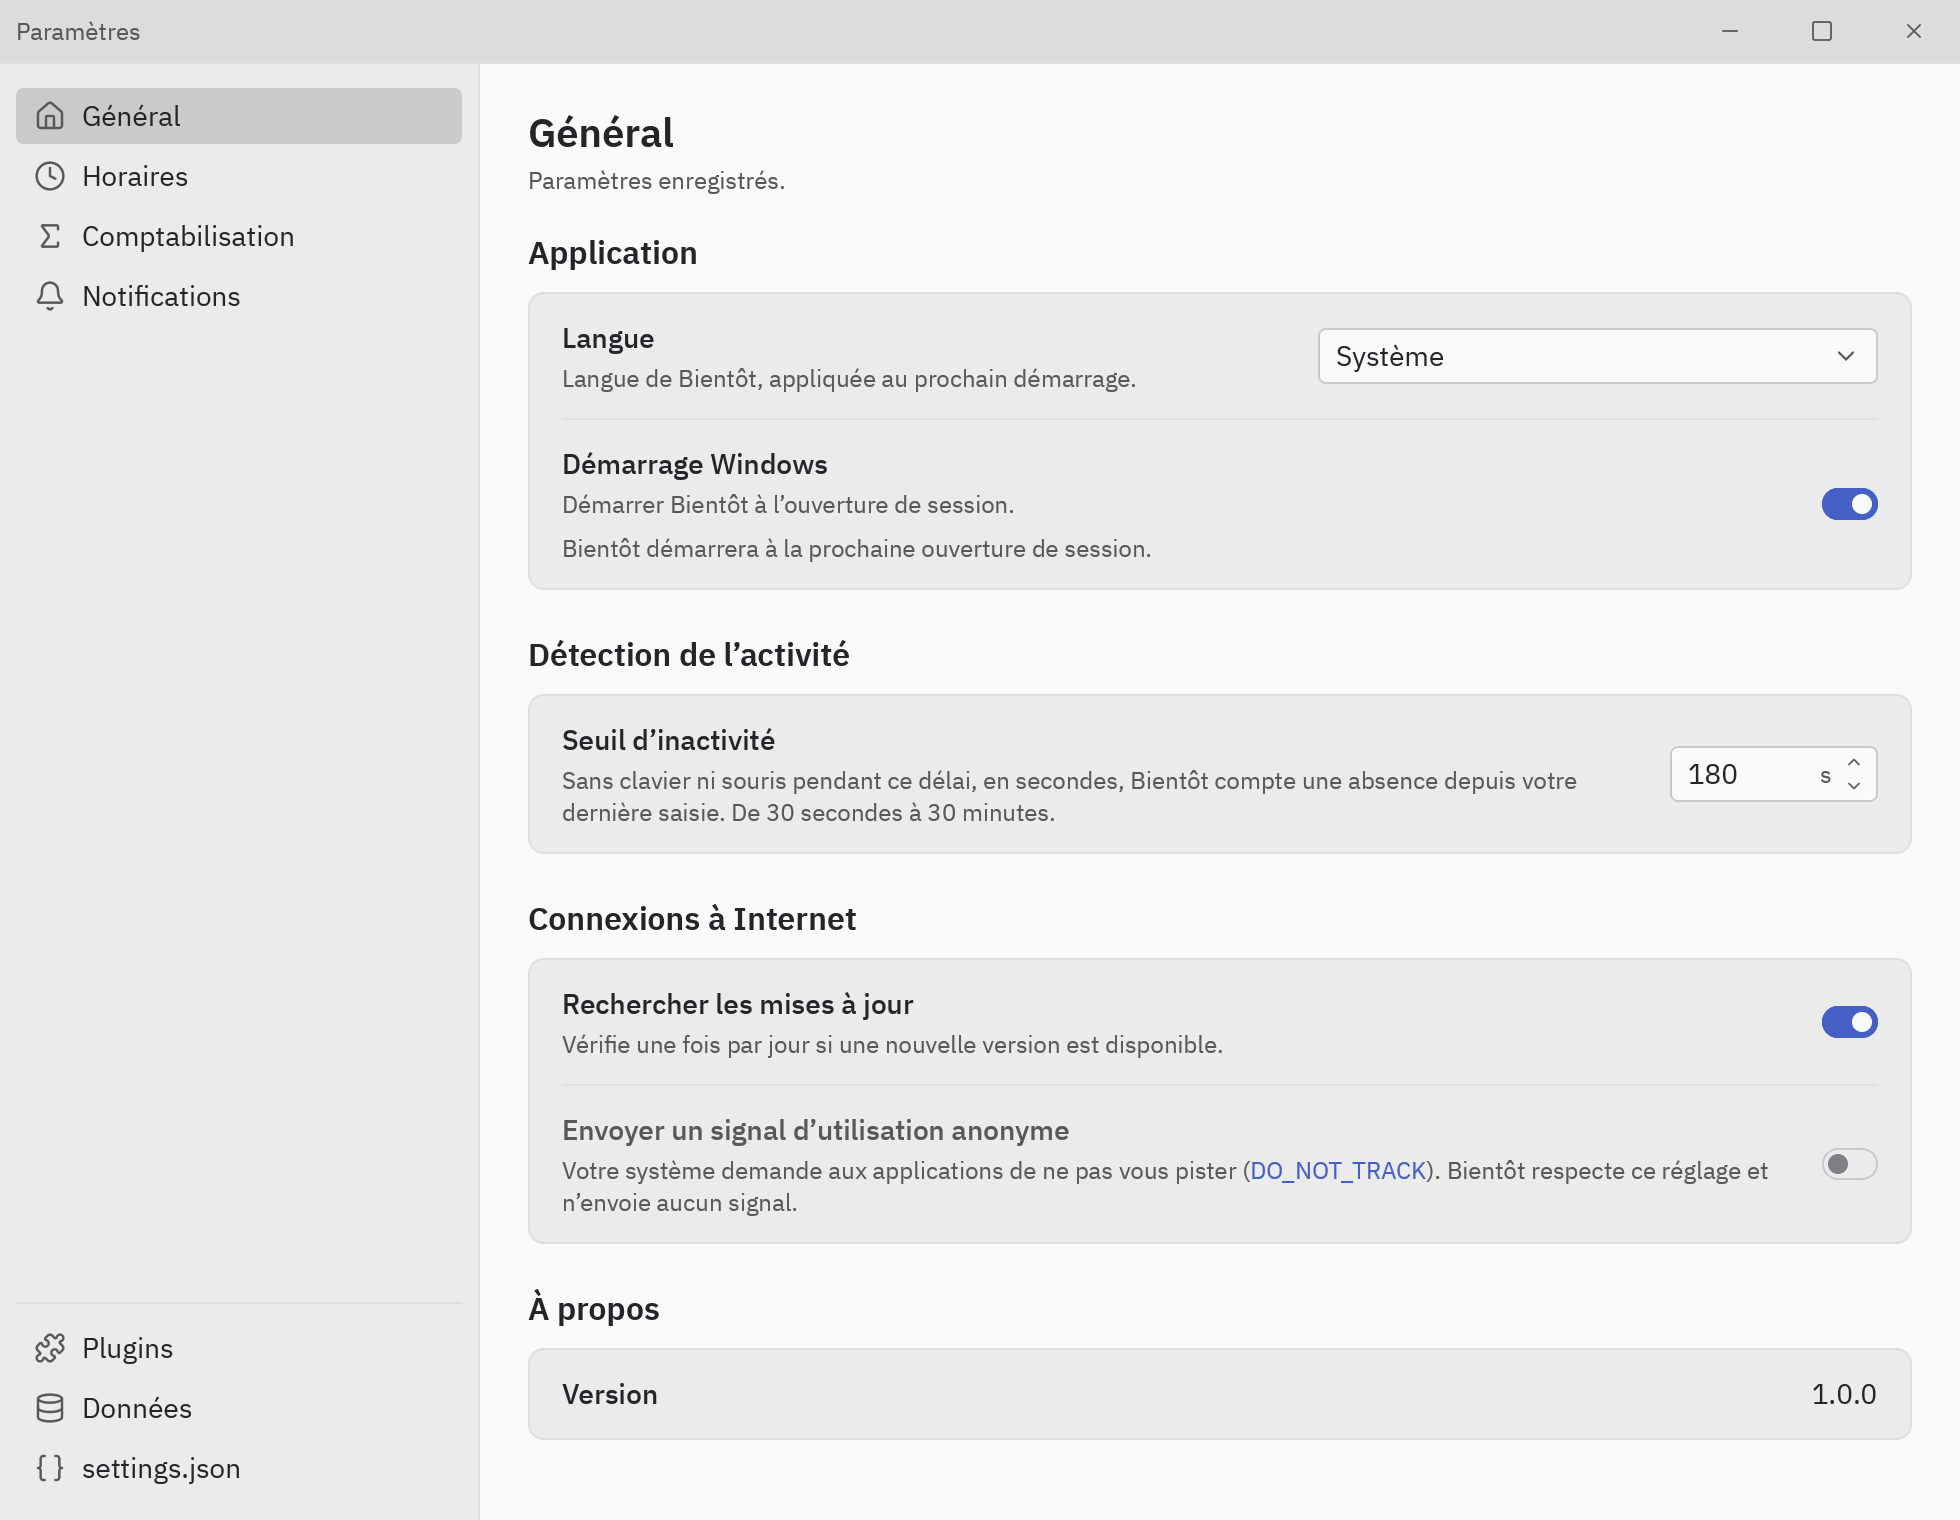 Paramètres
Général
Horaires
Comptabilisation
Notifications
Plugins
Données
settings.json
Général
Paramètres enregistrés.
Application
Langue
Langue de Bientôt, appliquée au prochain démarrage.
Système
Démarrage Windows
Démarrer Bientôt à l’ouverture de session.
Bientôt démarrera à la prochaine ouverture de session.
Détection de l’activité
Seuil d’inactivité
Sans clavier ni souris pendant ce délai, en secondes, Bientôt compte une absence depuis votre
dernière saisie. De 30 secondes à 30 minutes.
180 s
Connexions à Internet
Rechercher les mises à jour
Vérifie une fois par jour si une nouvelle version est disponible.
Envoyer un signal d’utilisation anonyme
Votre système demande aux applications de ne pas vous pister (DO_NOT_TRACK). Bientôt respecte ce réglage et
n’envoie aucun signal.
À propos
Version
1.0.0